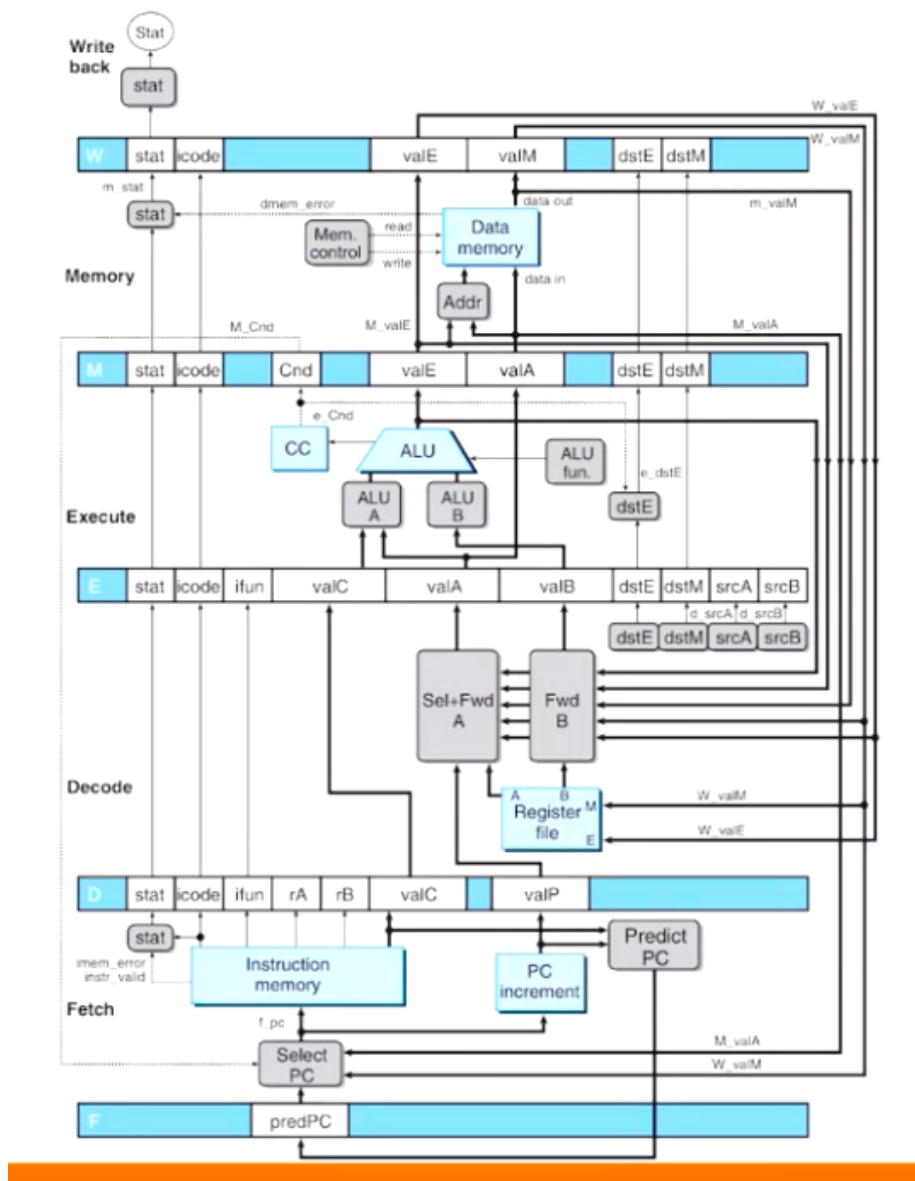 Stat
Write back
stat
W_valE
W stat icode valE valM dstE dstM
W_valM
m_stat
stat
dmem_error
data out
m_valM
Mem. control
read
write
Data memory
data in
Memory
Addr
M_Cnd
M_valE
M_valA
M stat icode Cnd valE valA dstE dstM
e_Cnd
CC
ALU
ALU fun.
e_dstE
ALU A
ALU B
dstE
Execute
E stat icode ifun valC valA valB dstE dstM srcA srcB
d_srcA d_srcB
dstE dstM srcA srcB
Sel+Fwd A
Fwd B
Decode
A B M
Register file
E
W_valM
W_valE
D stat icode ifun rA rB valC valP
stat
Predict PC
imem_error
instr_valid
Instruction memory
PC increment
Fetch
f_pc
Select PC
M_valA
W_valM
F predPC